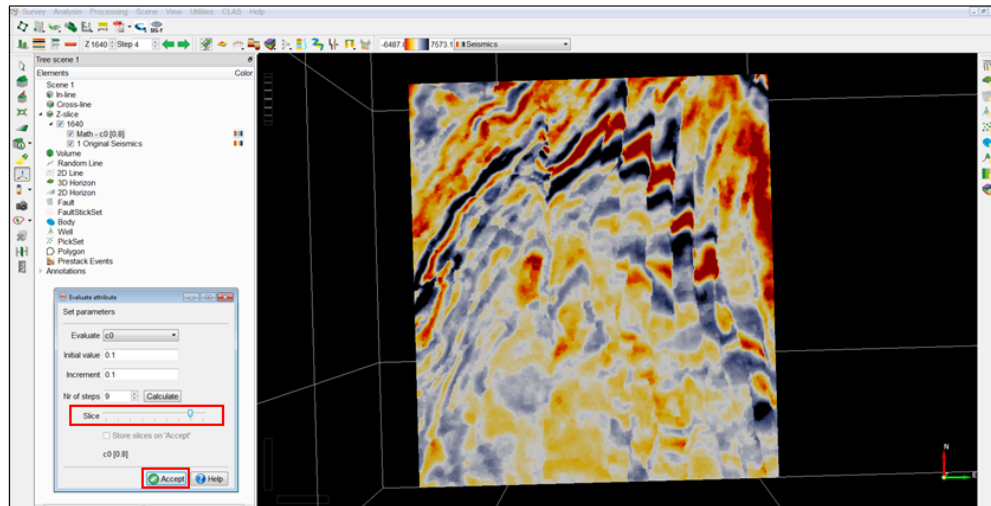 Survey Analysis Processing Scene View Utilities CLAS Help
SEG-Y
Z 1640 Step 4 -6487.8 7573.1 Seismics
Tree scene 1
Elements Color
Scene 1
In-line
Cross-line
Z-slice
1640
Math - c0 [0.8]
1 Original Seismics
Volume
Random Line
2D Line
3D Horizon
2D Horizon
Fault
FaultStickSet
Body
Well
PickSet
Polygon
Prestack Events
Annotations
Evaluate attribute
Set parameters
Evaluate c0
Initial value 0.1
Increment 0.1
Nr of steps 9 Calculate
Slice
Store slices on 'Accept'
c0 [0.8]
Accept Help
N
E